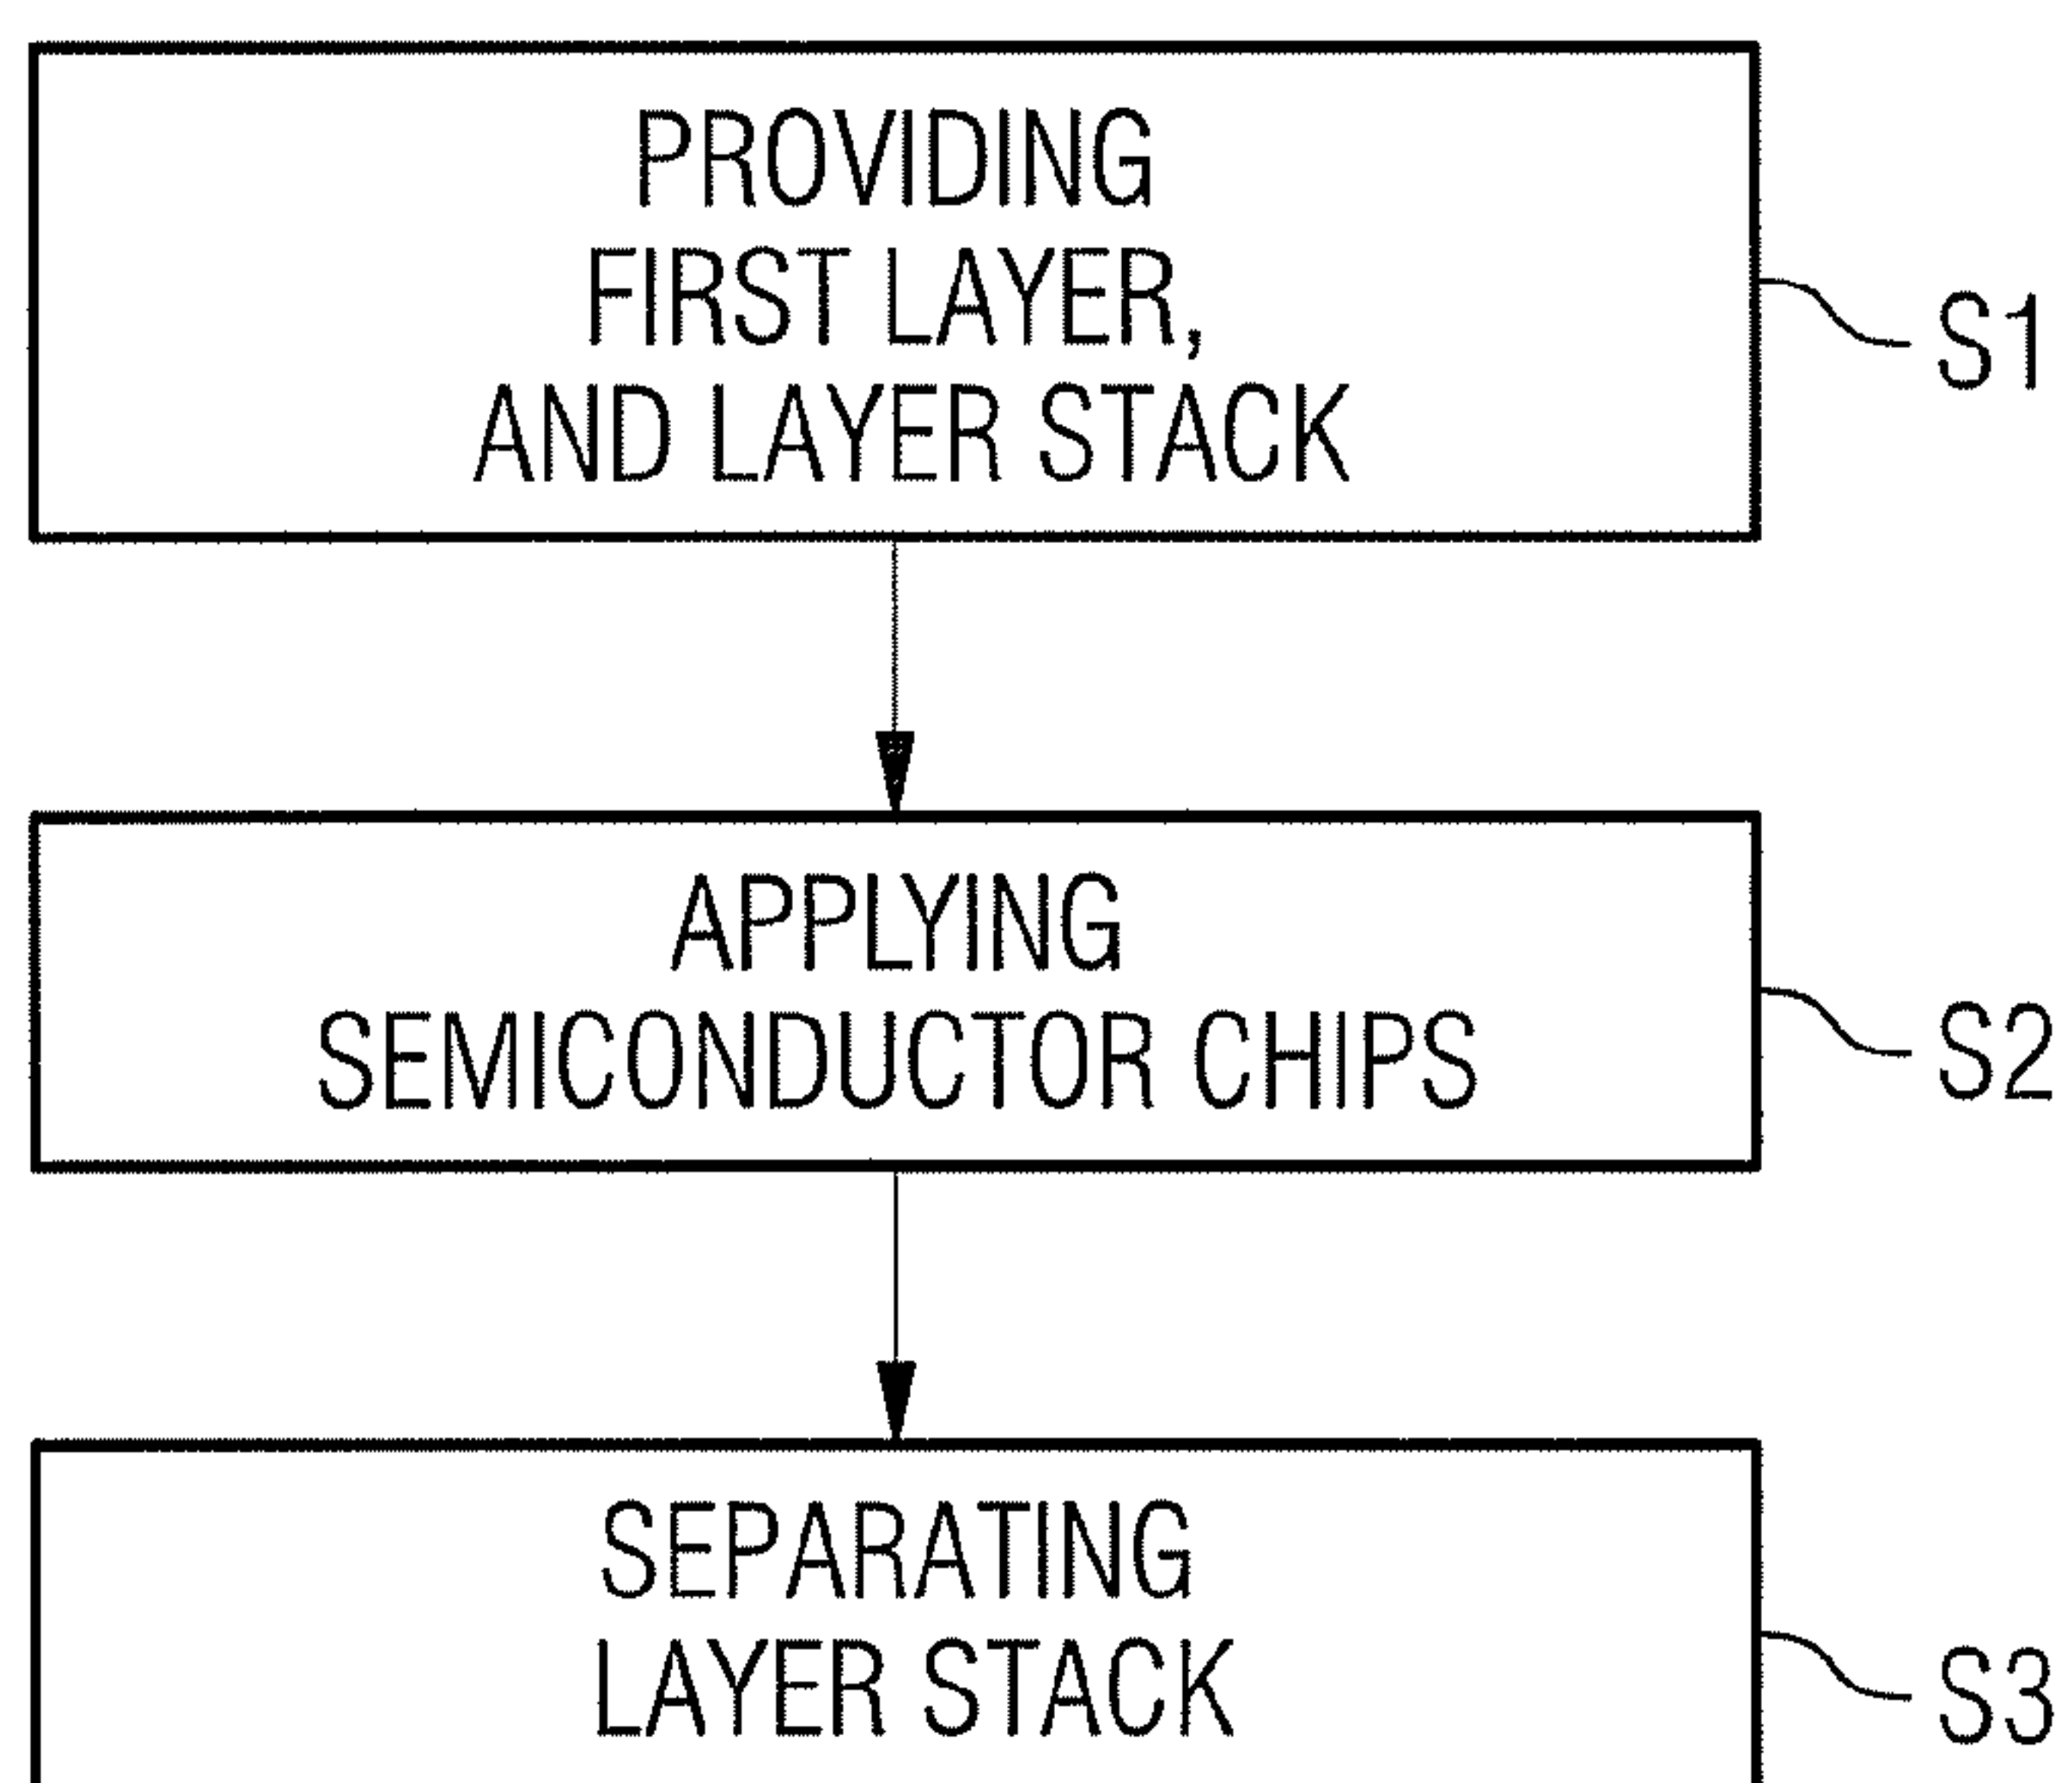 PROVIDING
FIRST LAYER,
AND LAYER STACK
S1
APPLYING
SEMICONDUCTOR CHIPS
S2
SEPARATING
LAYER STACK
S3